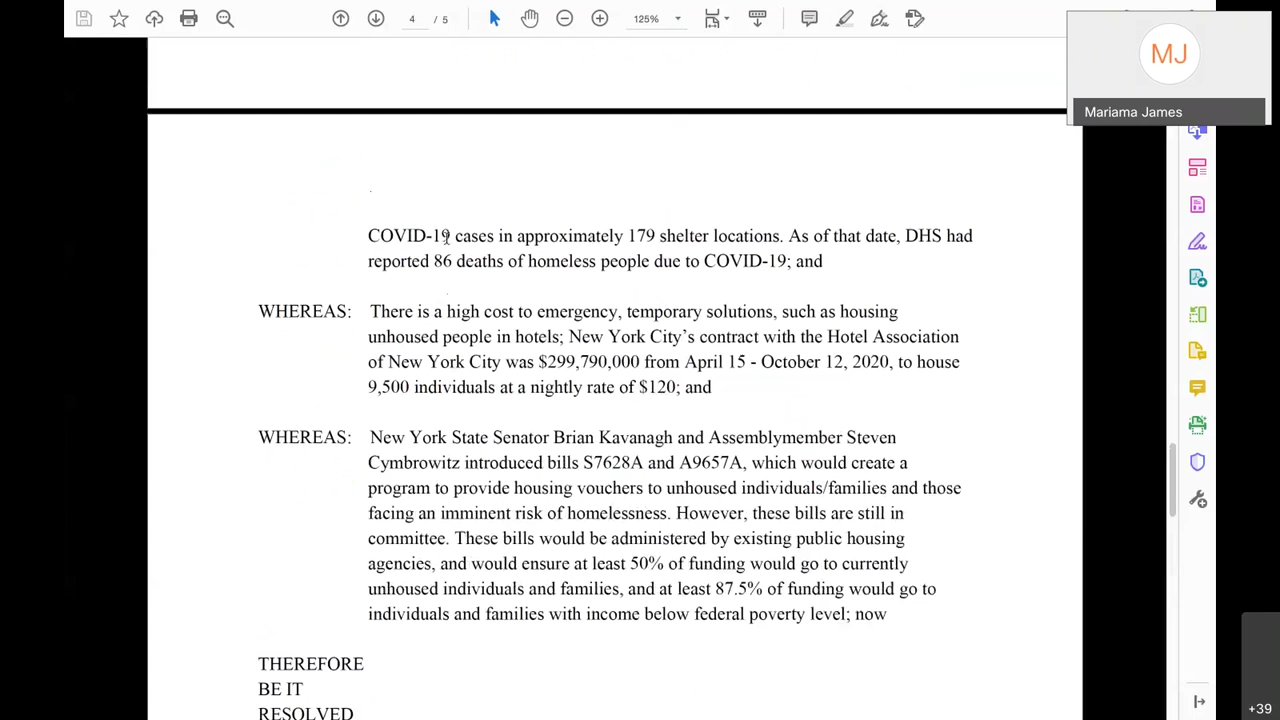 4 / 5
125%
MJ
Mariama James
COVID-19 cases in approximately 179 shelter locations. As of that date, DHS had
reported 86 deaths of homeless people due to COVID-19; and
WHEREAS: There is a high cost to emergency, temporary solutions, such as housing
unhoused people in hotels; New York City’s contract with the Hotel Association
of New York City was $299,790,000 from April 15 - October 12, 2020, to house
9,500 individuals at a nightly rate of $120; and
WHEREAS: New York State Senator Brian Kavanagh and Assemblymember Steven
Cymbrowitz introduced bills S7628A and A9657A, which would create a
program to provide housing vouchers to unhoused individuals/families and those
facing an imminent risk of homelessness. However, these bills are still in
committee. These bills would be administered by existing public housing
agencies, and would ensure at least 50% of funding would go to currently
unhoused individuals and families, and at least 87.5% of funding would go to
individuals and families with income below federal poverty level; now
THEREFORE
BE IT
RESOLVED
+39